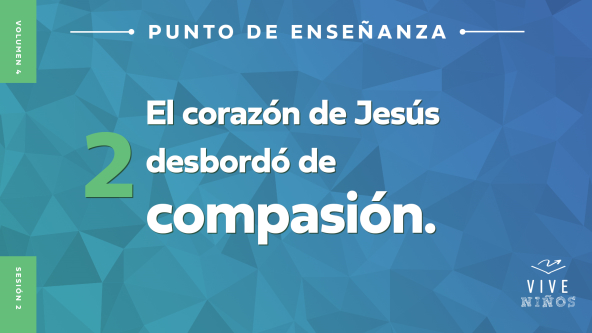 VOLUMEN 4
PUNTO DE ENSEÑANZA
2
El corazón de Jesús
desbordó de
compasión.
SESIÓN 2
VIVE
NIÑOS